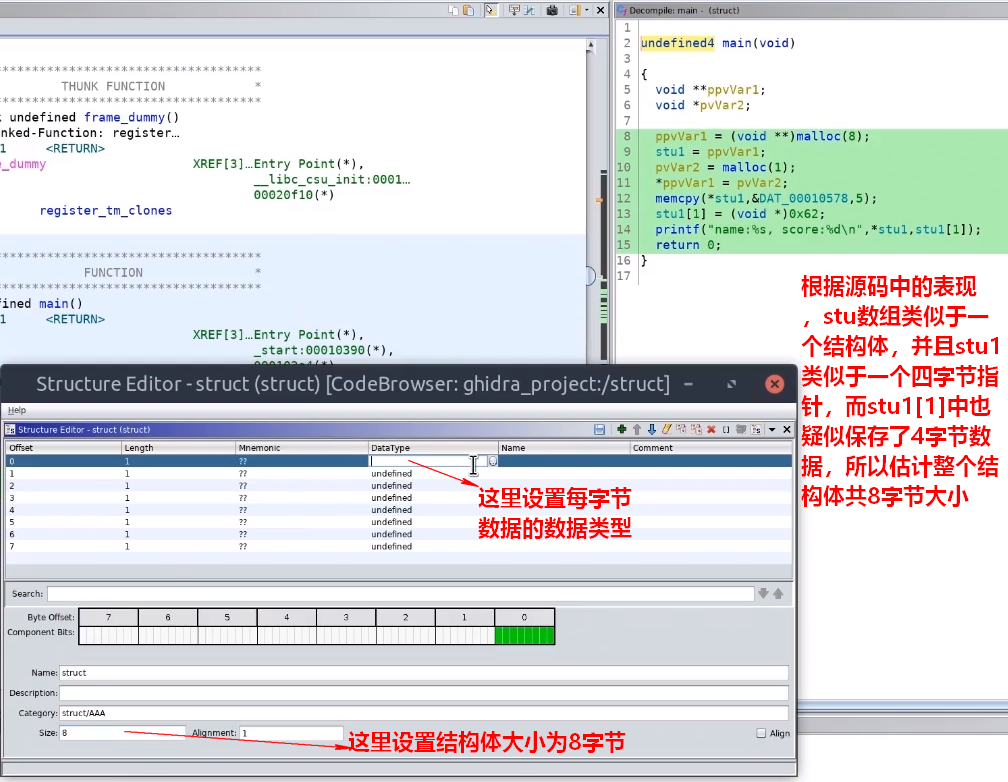 Decompile: main - (struct)
******************************************
THUNK FUNCTION *
******************************************
undefined frame_dummy()
nked-Function: register…
1 <RETURN>
e_dummy XREF[3]…Entry Point(*),
__libc_csu_init:0001…
00020f10(*)
register_tm_clones
******************************************
FUNCTION *
******************************************
fined main()
1 <RETURN>
XREF[3]…Entry Point(*),
_start:00010390(*),
1
2 undefined4 main(void)
3
4 {
5 void **ppvVar1;
6 void *pvVar2;
7
8 ppvVar1 = (void **)malloc(8);
9 stu1 = ppvVar1;
10 pvVar2 = malloc(1);
11 *ppvVar1 = pvVar2;
12 memcpy(*stu1,&DAT_00010578,5);
13 stu1[1] = (void *)0x62;
14 printf("name:%s, score:%d\n",*stu1,stu1[1]);
15 return 0;
16 }
17
根据源码中的表现
，stu数组类似于一
个结构体，并且stu1
类似于一个四字节指
针，而stu1[1]中也
疑似保存了4字节数
据，所以估计整个结
构体共8字节大小
Structure Editor - struct (struct) [CodeBrowser: ghidra_project:/struct]
Help
Structure Editor - struct (struct)
Offset Length Mnemonic DataType Name Comment
0 1 ??
1 1 ?? undefined
2 1 ?? undefined
3 1 ?? undefined
4 1 ?? undefined
5 1 ?? undefined
6 1 ?? undefined
7 1 ?? undefined
这里设置每字节
数据的数据类型
Search:
Byte Offset: 7 6 5 4 3 2 1 0
Component Bits:
Name: struct
Description:
Category: struct/AAA
Size: 8 Alignment: 1 Align
这里设置结构体大小为8字节